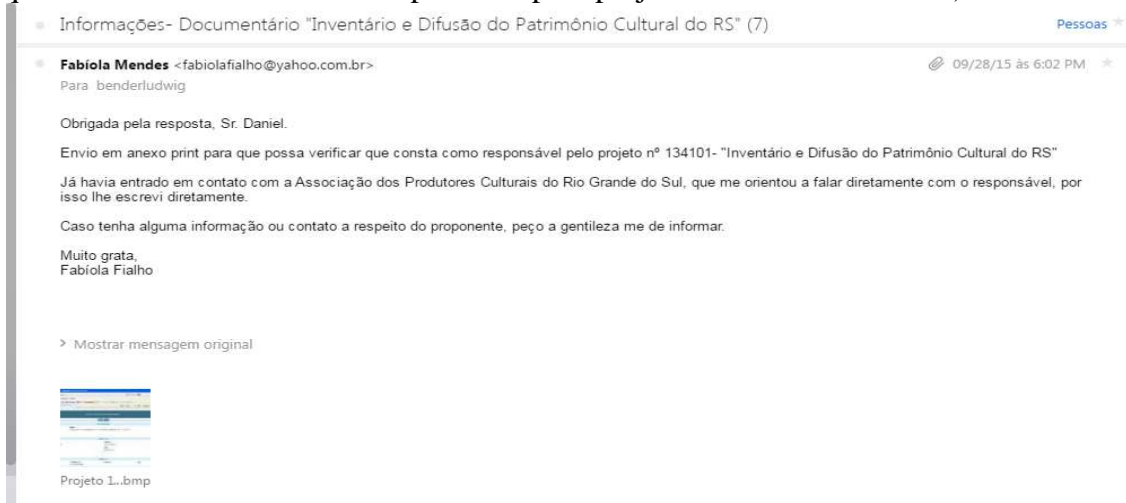 Informações- Documentário "Inventário e Difusão do Patrimônio Cultural do RS" (7)
Pessoas
Fabíola Mendes <fabiolafialho@yahoo.com.br>
09/28/15 às 6:02 PM
Para benderludwig
Obrigada pela resposta, Sr. Daniel.
Envio em anexo print para que possa verificar que consta como responsável pelo projeto nº 134101- "Inventário e Difusão do Patrimônio Cultural do RS"
Já havia entrado em contato com a Associação dos Produtores Culturais do Rio Grande do Sul, que me orientou a falar diretamente com o responsável, por
isso lhe escrevi diretamente.
Caso tenha alguma informação ou contato a respeito do proponente, peço a gentileza me de informar.
Muito grata,
Fabíola Fialho
> Mostrar mensagem original
Projeto 1...bmp